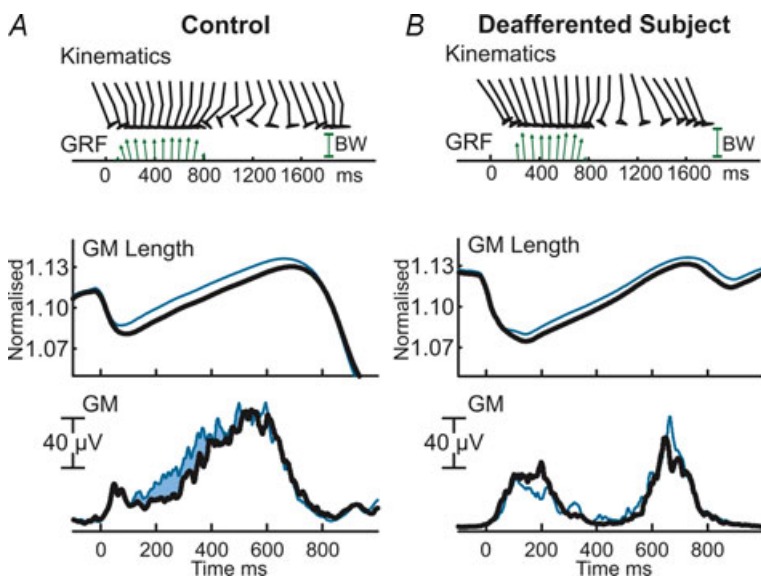 A Control
Kinematics
GRF
BW
0 400 800 1200 1600 ms
GM Length
Normalised
1.13
1.10
1.07
GM
40 µV
0 200 400 600 800
Time ms
B Deafferented Subject
Kinematics
GRF
BW
0 400 800 1200 1600 ms
GM Length
Normalised
1.13
1.10
1.07
GM
40 µV
0 200 400 600 800
Time ms